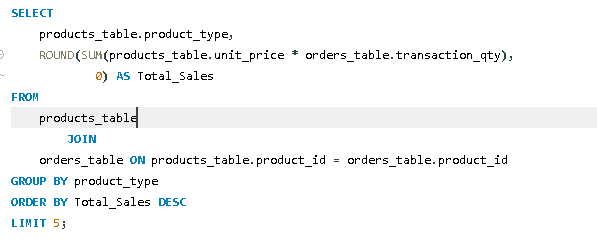 SELECT
products_table.product_type,
ROUND(SUM(products_table.unit_price * orders_table.transaction_qty),
0) AS Total_Sales
FROM
products_table
JOIN
orders_table ON products_table.product_id = orders_table.product_id
GROUP BY product_type
ORDER BY Total_Sales DESC
LIMIT 5;